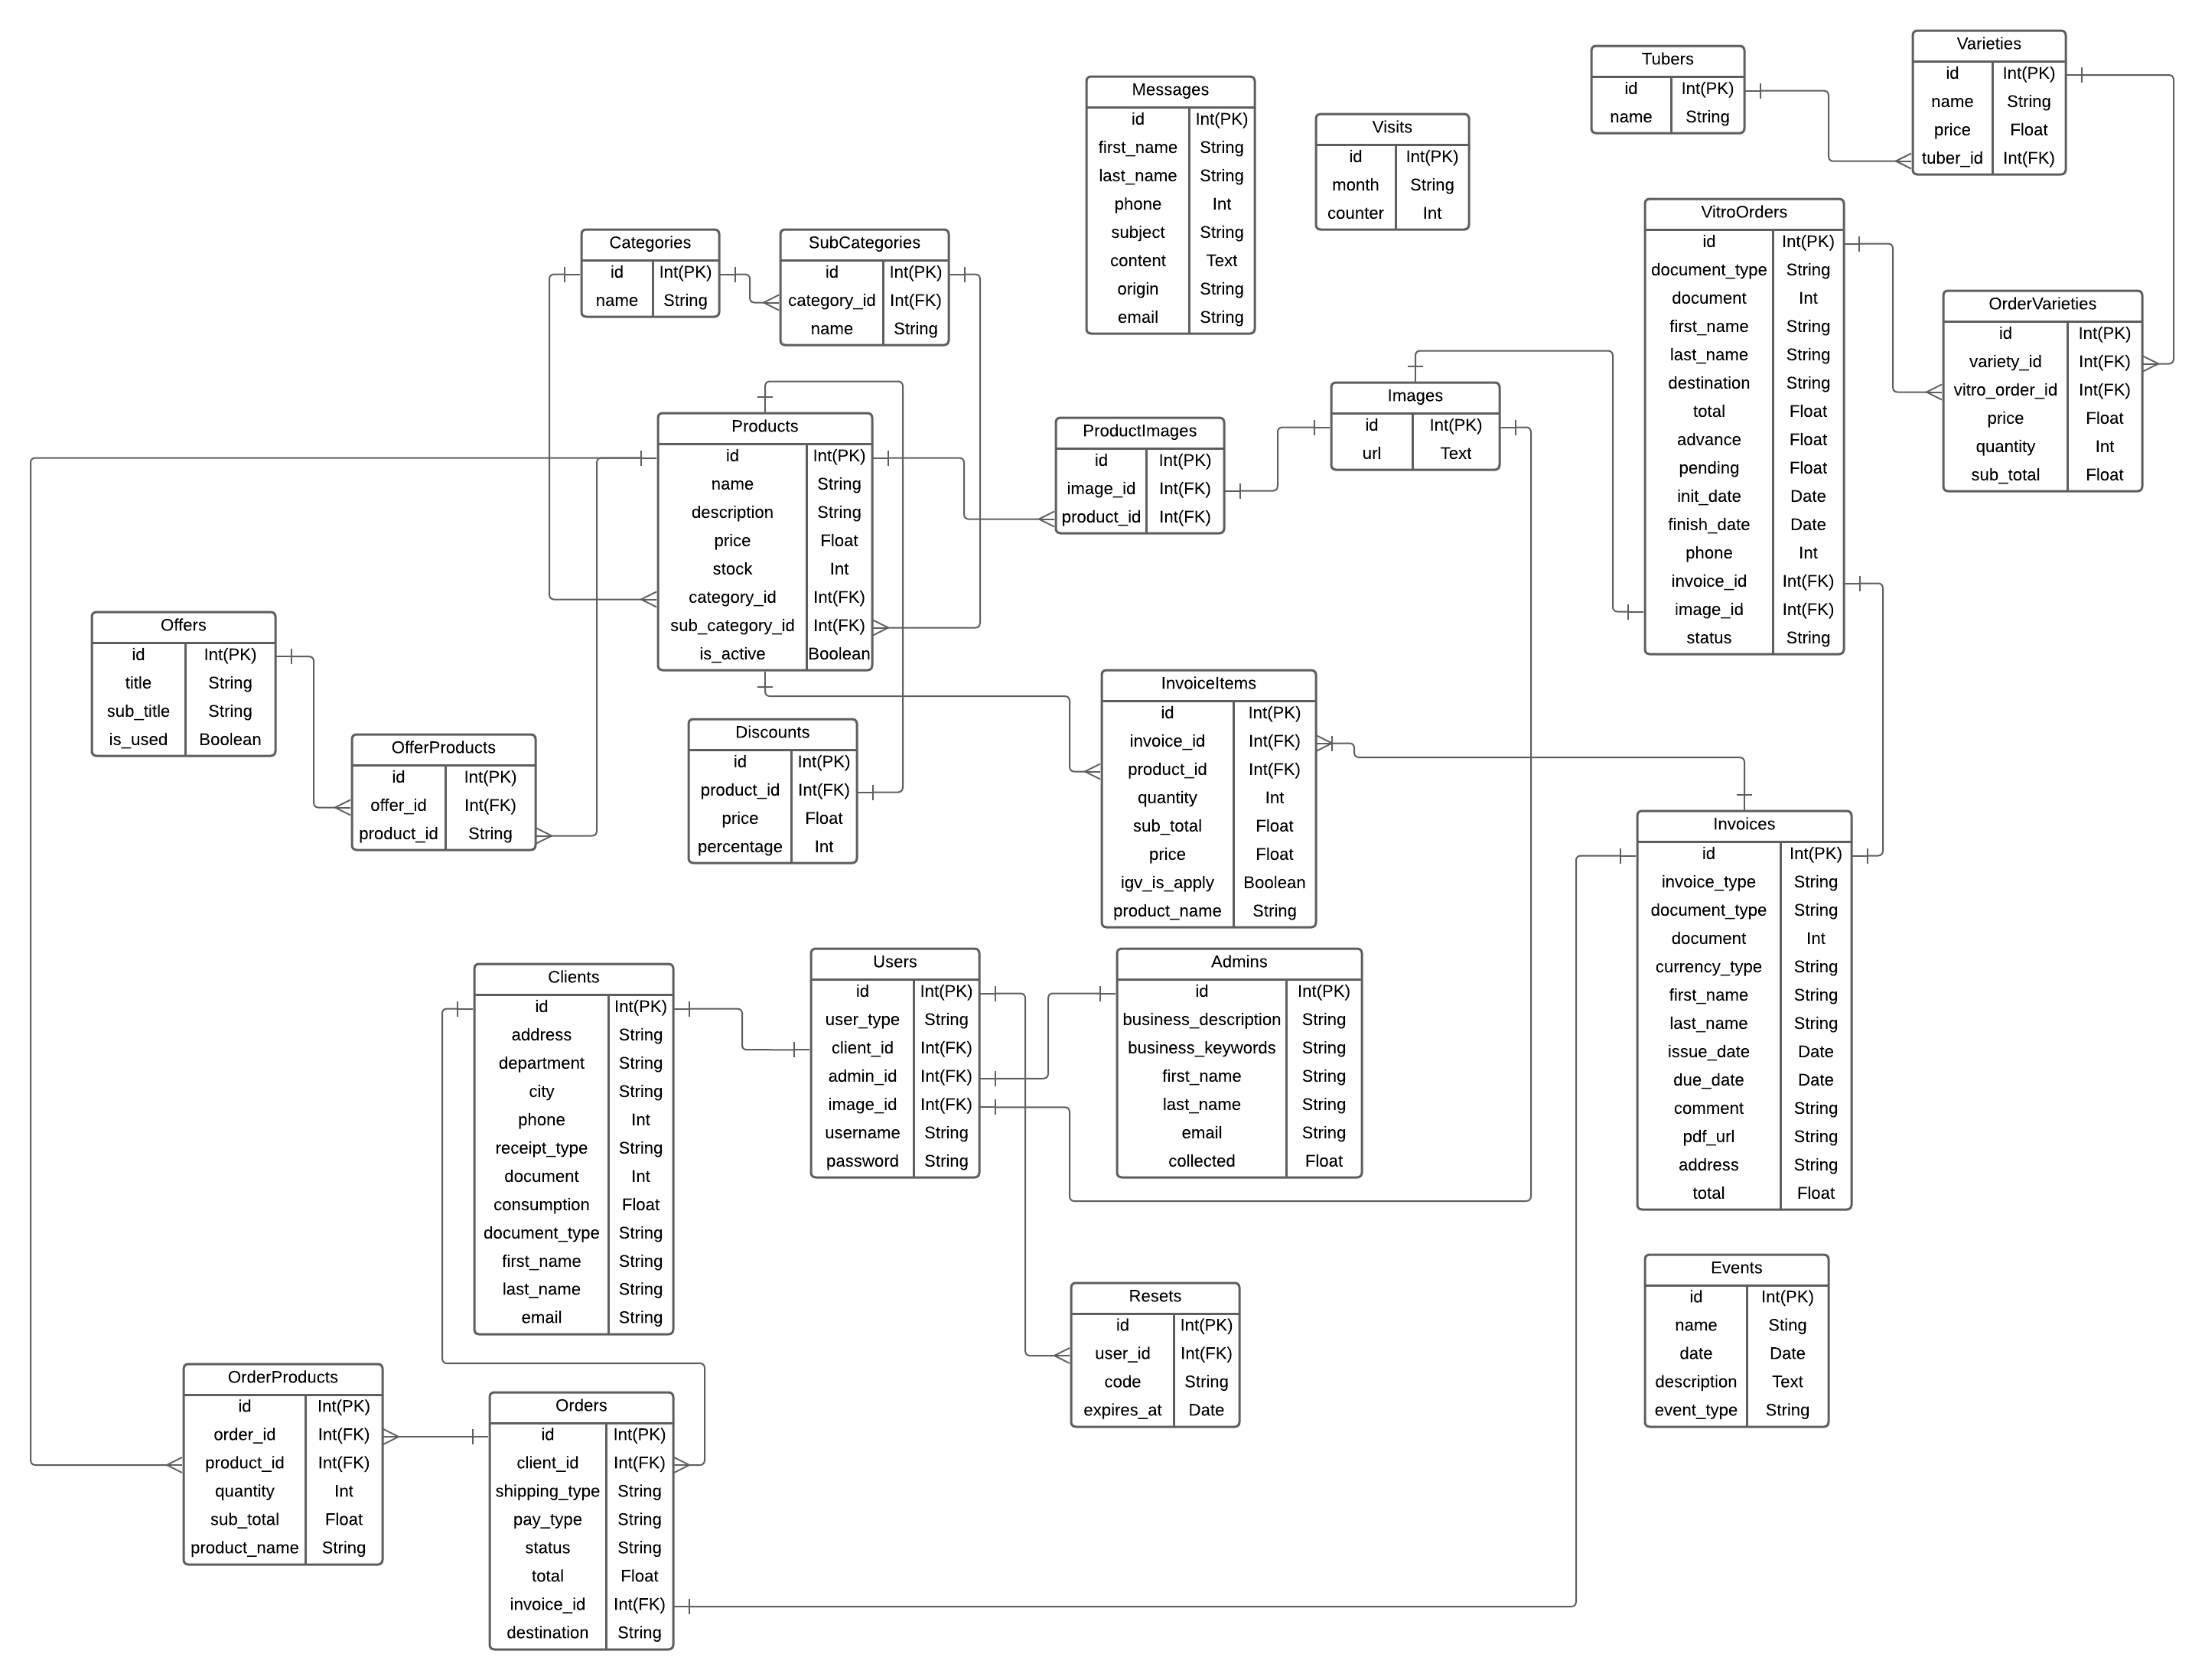 Tubers
id Int(PK)
name String
Varieties
id Int(PK)
name String
price Float
tuber_id Int(FK)
Messages
id Int(PK)
first_name String
last_name String
phone Int
subject String
content Text
origin String
email String
Visits
id Int(PK)
month String
counter Int
VitroOrders
id Int(PK)
document_type String
document Int
first_name String
last_name String
destination String
total Float
advance Float
pending Float
init_date Date
finish_date Date
phone Int
invoice_id Int(FK)
image_id Int(FK)
status String
OrderVarieties
id Int(PK)
variety_id Int(FK)
vitro_order_id Int(FK)
price Float
quantity Int
sub_total Float
Categories
id Int(PK)
name String
SubCategories
id Int(PK)
category_id Int(FK)
name String
Products
id Int(PK)
name String
description String
price Float
stock Int
category_id Int(FK)
sub_category_id Int(FK)
is_active Boolean
ProductImages
id Int(PK)
image_id Int(FK)
product_id Int(FK)
Images
id Int(PK)
url Text
Offers
id Int(PK)
title String
sub_title String
is_used Boolean
OfferProducts
id Int(PK)
offer_id Int(FK)
product_id String
Discounts
id Int(PK)
product_id Int(FK)
price Float
percentage Int
InvoiceItems
id Int(PK)
invoice_id Int(FK)
product_id Int(FK)
quantity Int
sub_total Float
price Float
igv_is_apply Boolean
product_name String
Invoices
id Int(PK)
invoice_type String
document_type String
document Int
currency_type String
first_name String
last_name String
issue_date Date
due_date Date
comment String
pdf_url String
address String
total Float
Clients
id Int(PK)
address String
department String
city String
phone Int
receipt_type String
document Int
consumption Float
document_type String
first_name String
last_name String
email String
Users
id Int(PK)
user_type String
client_id Int(FK)
admin_id Int(FK)
image_id Int(FK)
username String
password String
Admins
id Int(PK)
business_description String
business_keywords String
first_name String
last_name String
email String
collected Float
Resets
id Int(PK)
user_id Int(FK)
code String
expires_at Date
Events
id Int(PK)
name Sting
date Date
description Text
event_type String
OrderProducts
id Int(PK)
order_id Int(FK)
product_id Int(FK)
quantity Int
sub_total Float
product_name String
Orders
id Int(PK)
client_id Int(FK)
shipping_type String
pay_type String
status String
total Float
invoice_id Int(FK)
destination String